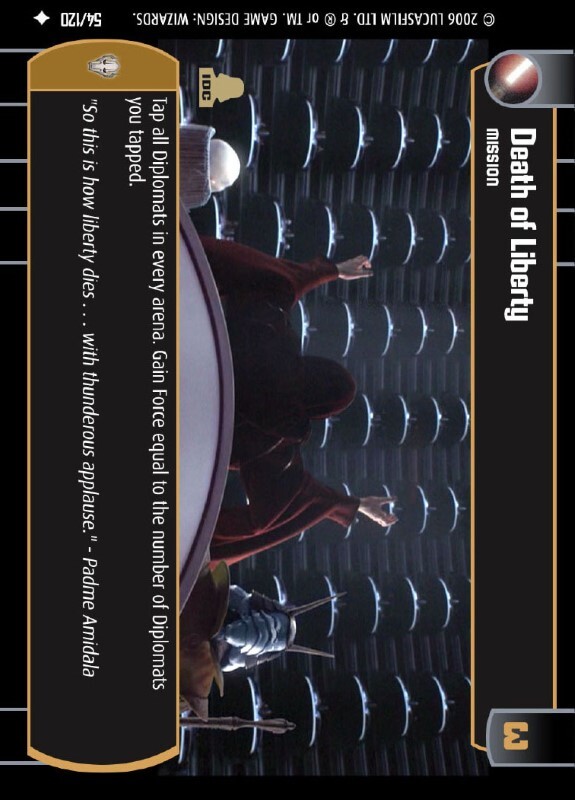 Death of Liberty
MISSION
3
IDC
Tap all Diplomats in every arena. Gain Force equal to the number of Diplomats
you tapped.
"So this is how liberty dies . . . with thunderous applause." - Padme Amidala
© 2006 LUCASFILM LTD. & ® or TM. GAME DESIGN: WIZARDS.
54/120